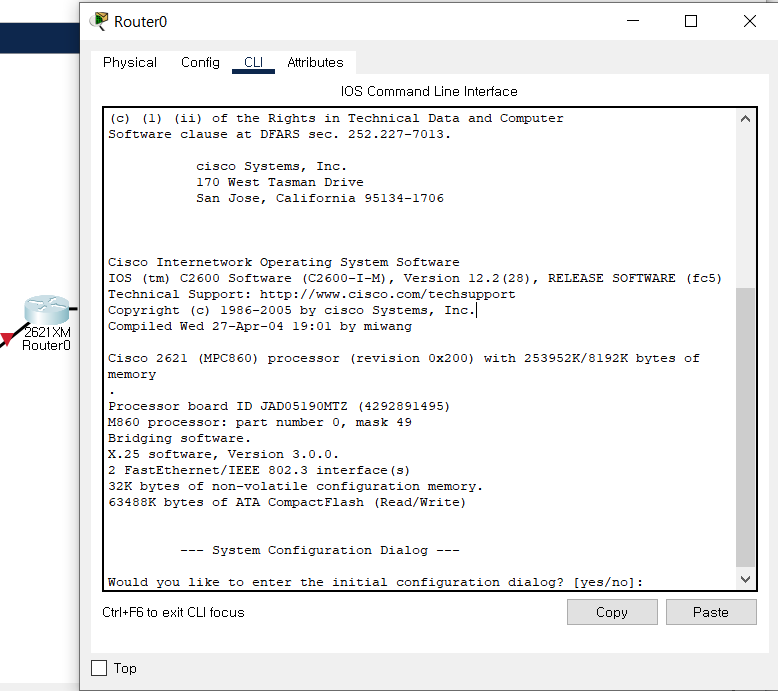 Router0
Physical
Config
CLI
Attributes
IOS Command Line Interface
(c) (1) (ii) of the Rights in Technical Data and Computer
Software clause at DFARS sec. 252.227-7013.
cisco Systems, Inc.
170 West Tasman Drive
San Jose, California 95134-1706
Cisco Internetwork Operating System Software
IOS (tm) C2600 Software (C2600-I-M), Version 12.2(28), RELEASE SOFTWARE (fc5)
Technical Support: http://www.cisco.com/techsupport
Copyright (c) 1986-2005 by cisco Systems, Inc.
Compiled Wed 27-Apr-04 19:01 by miwang
Cisco 2621 (MPC860) processor (revision 0x200) with 253952K/8192K bytes of
memory
.
Processor board ID JAD05190MTZ (4292891495)
M860 processor: part number 0, mask 49
Bridging software.
X.25 software, Version 3.0.0.
2 FastEthernet/IEEE 802.3 interface(s)
32K bytes of non-volatile configuration memory.
63488K bytes of ATA CompactFlash (Read/Write)
--- System Configuration Dialog ---
Would you like to enter the initial configuration dialog? [yes/no]:
Ctrl+F6 to exit CLI focus
Copy
Paste
Top
2621XM
Router0